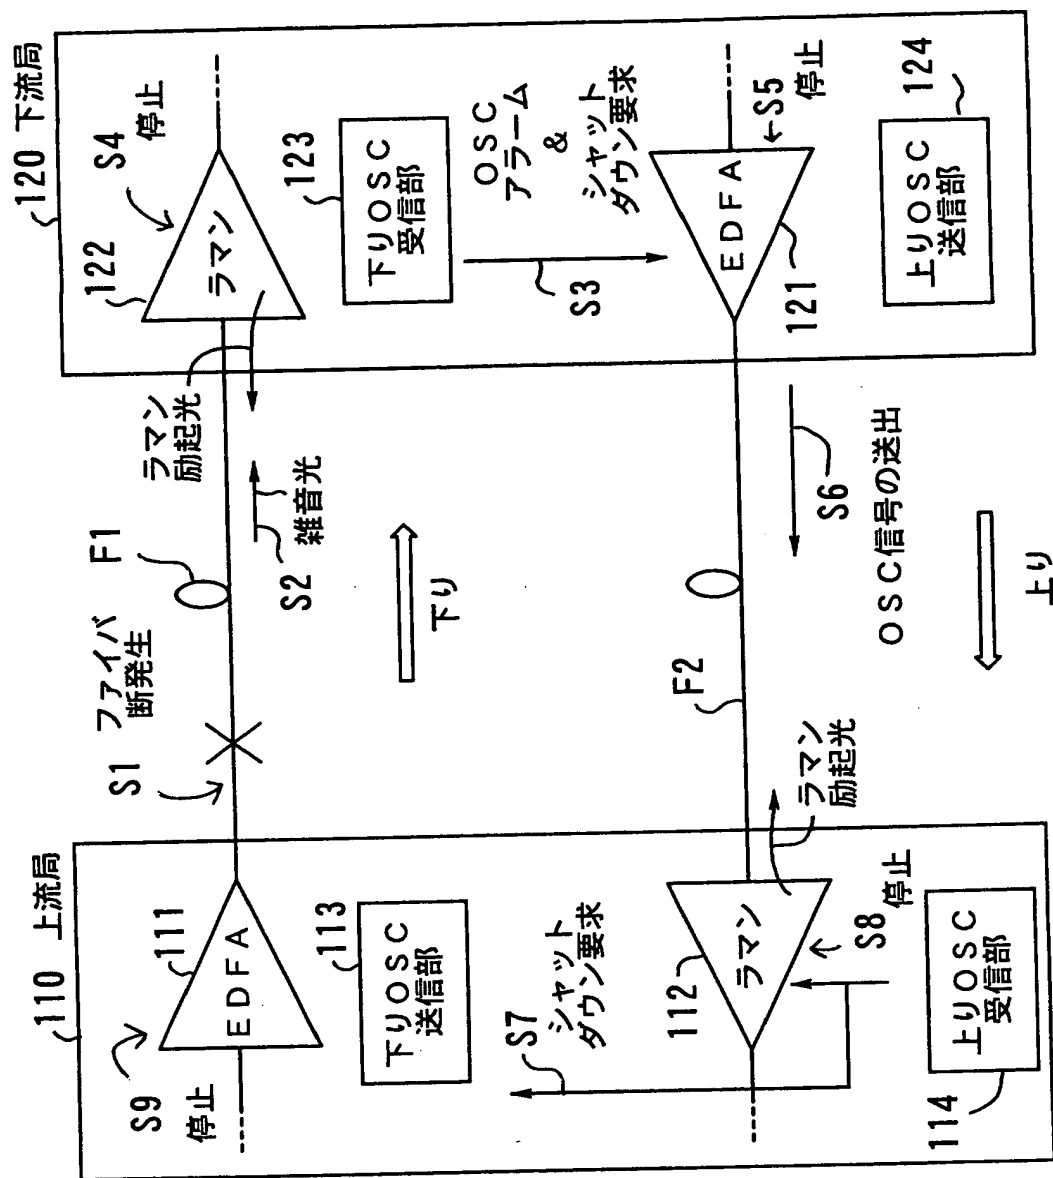 110 上流局
S9
停止
111
EDFA
113
下りOSC
送信部
S7
シャット
ダウン要求
112
ラマン
S8
停止
114
上りOSC
受信部
S1
ファイバ
断発生
F1
ラマン
励起光
S2
雑音光
下り
F2
ラマン
励起光
S6
OSC信号の送出
上り
120 下流局
122
S4
停止
ラマン
123
下りOSC
受信部
OSC
アラーム
&
シャット
ダウン要求
S3
EDFA
121
S5
停止
124
上りOSC
送信部